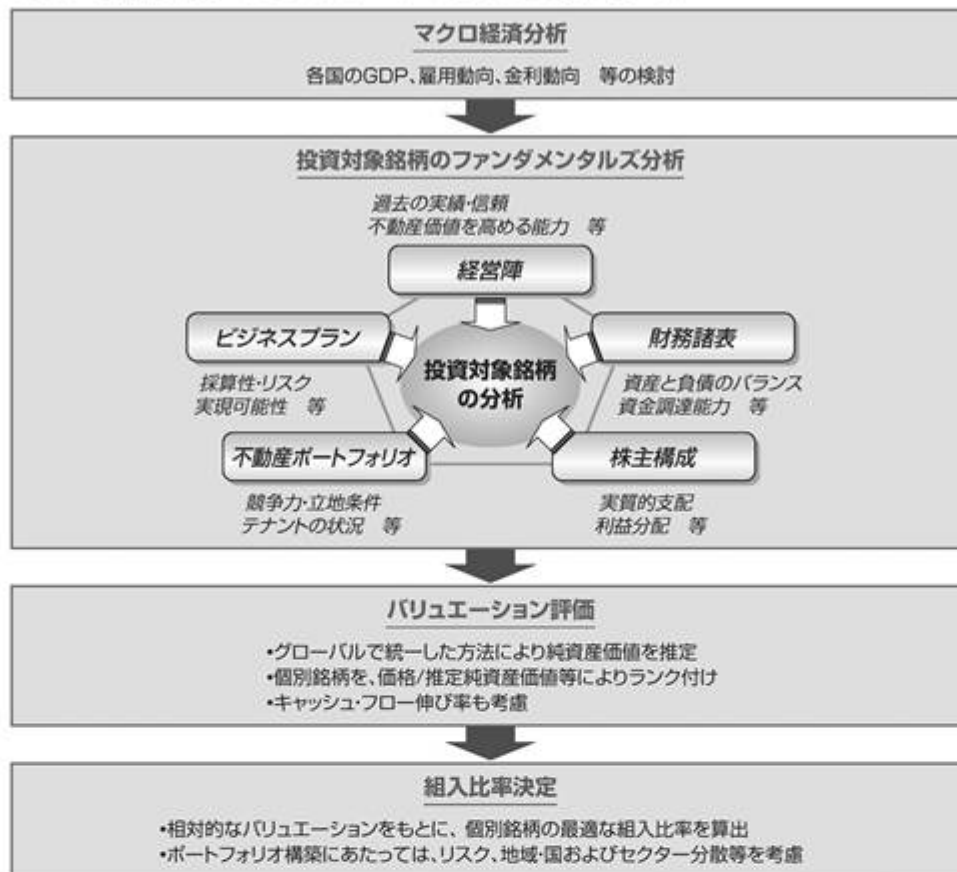 マクロ経済分析
各国のGDP、雇用動向、金利動向　等の検討
投資対象銘柄のファンダメンタルズ分析
過去の実績・信頼
不動産価値を高める能力　等
経営陣
ビジネスプラン
採算性・リスク
実現可能性　等
財務諸表
資産と負債のバランス
資金調達能力　等
投資対象銘柄
の分析
不動産ポートフォリオ
競争力・立地条件
テナントの状況　等
株主構成
実質的支配
利益分配　等
バリュエーション評価
•グローバルで統一した方法により純資産価値を推定
•個別銘柄を、価格/推定純資産価値等によりランク付け
•キャッシュ・フロー伸び率も考慮
組入比率決定
•相対的なバリュエーションをもとに、個別銘柄の最適な組入比率を算出
•ポートフォリオ構築にあたっては、リスク、地域・国およびセクター分散等を考慮